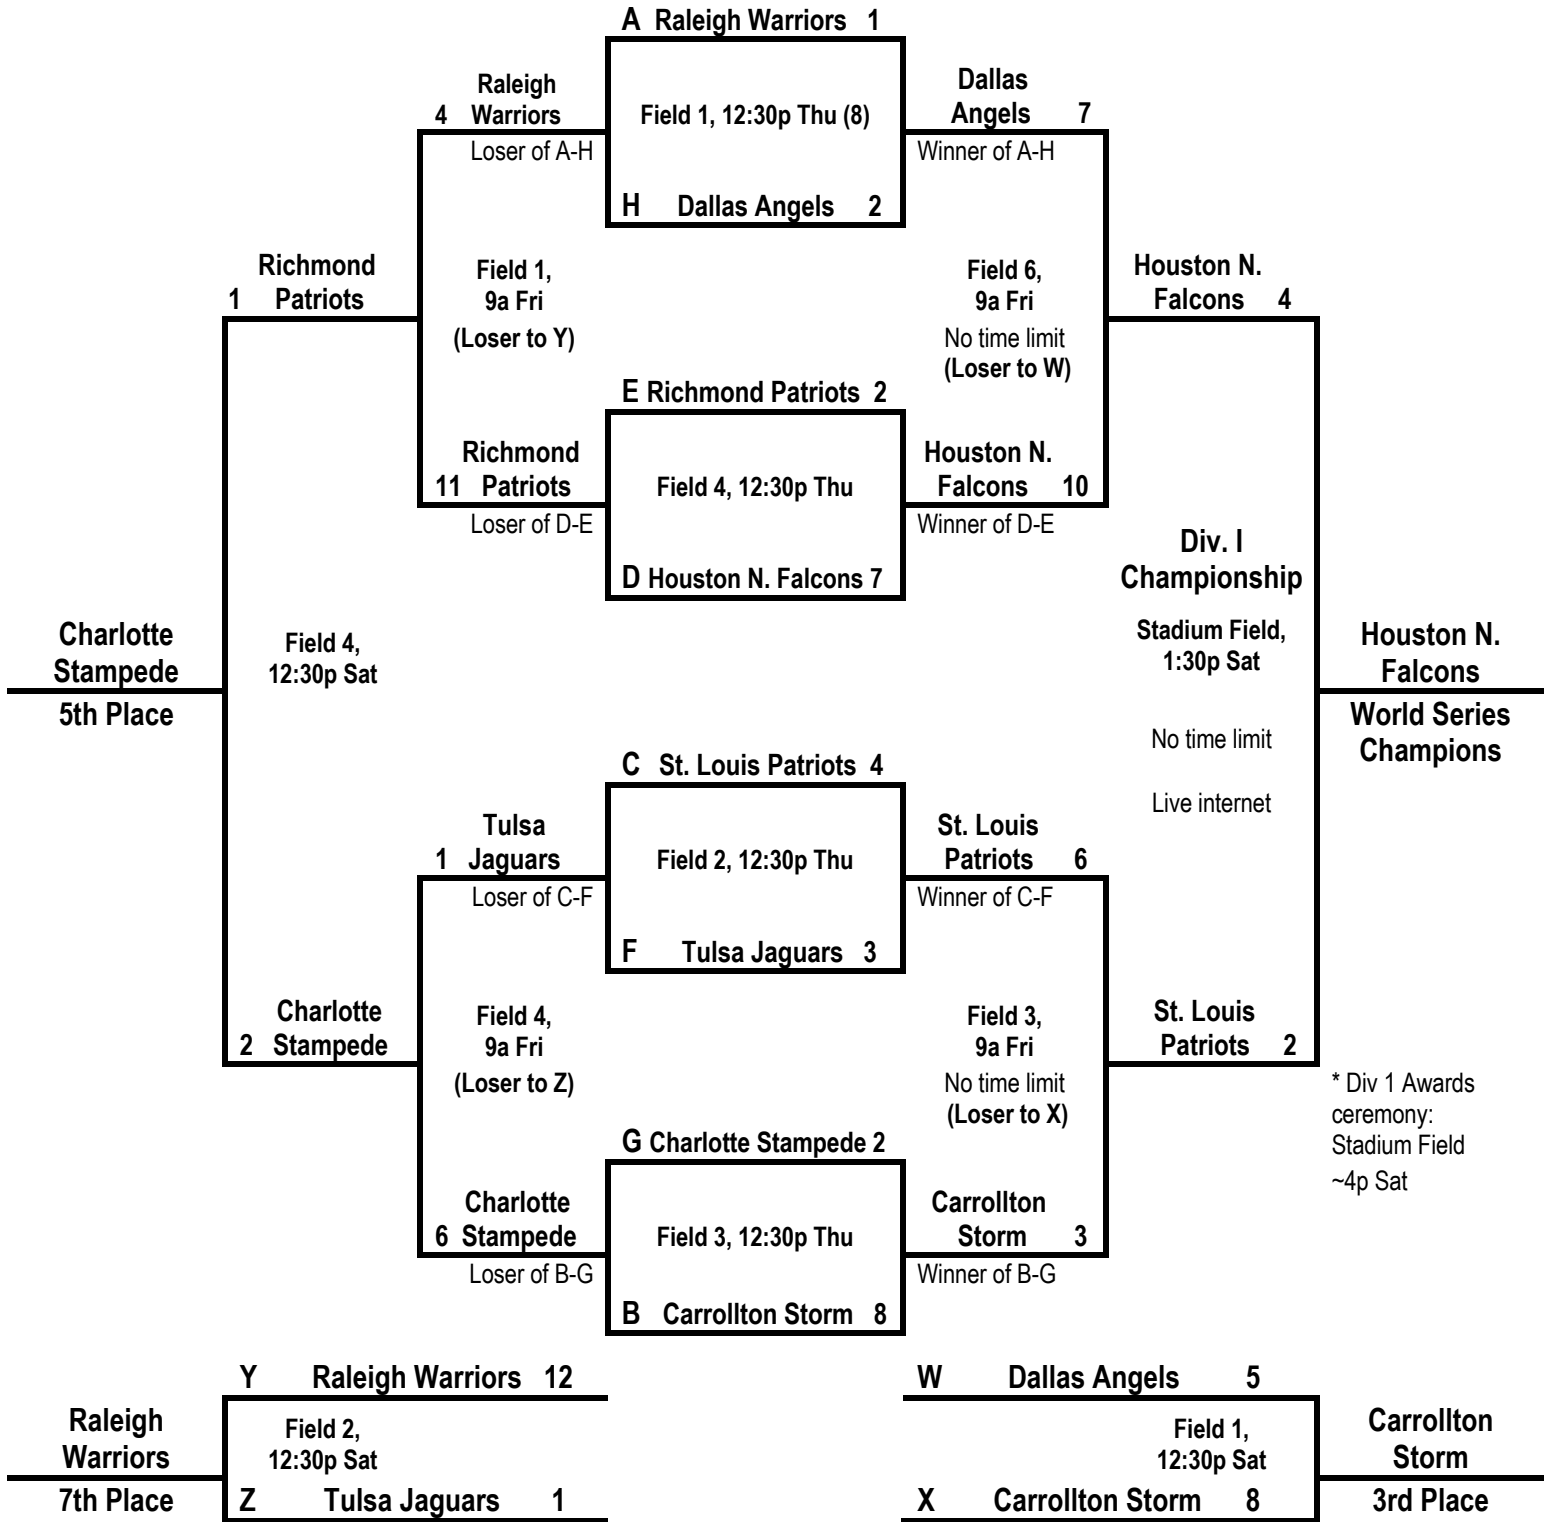 A Raleigh Warriors 1
Raleigh
4 Warriors
Loser of A-H
Field 1, 12:30p Thu (8)
Dallas
Angels 7
Winner of A-H
H Dallas Angels 2
Richmond
1 Patriots
Field 1,
9a Fri
(Loser to Y)
Field 6,
9a Fri
No time limit
(Loser to W)
Houston N.
Falcons 4
E Richmond Patriots 2
Richmond
11 Patriots
Loser of D-E
Field 4, 12:30p Thu
Houston N.
Falcons 10
Winner of D-E
D Houston N. Falcons 7
Div. I
Championship
Stadium Field,
1:30p Sat
No time limit
Live internet
Charlotte
Stampede
5th Place
Field 4,
12:30p Sat
Houston N.
Falcons
World Series
Champions
C St. Louis Patriots 4
Tulsa
1 Jaguars
Loser of C-F
Field 2, 12:30p Thu
St. Louis
Patriots 6
Winner of C-F
F Tulsa Jaguars 3
Charlotte
2 Stampede
Field 4,
9a Fri
(Loser to Z)
Field 3,
9a Fri
No time limit
(Loser to X)
St. Louis
Patriots 2
* Div 1 Awards
ceremony:
Stadium Field
~4p Sat
G Charlotte Stampede 2
Charlotte
6 Stampede
Loser of B-G
Field 3, 12:30p Thu
Carrollton
Storm 3
Winner of B-G
B Carrollton Storm 8
Y Raleigh Warriors 12
Raleigh
Warriors
7th Place
Field 2,
12:30p Sat
Z Tulsa Jaguars 1
W Dallas Angels 5
Field 1,
12:30p Sat
X Carrollton Storm 8
Carrollton
Storm
3rd Place